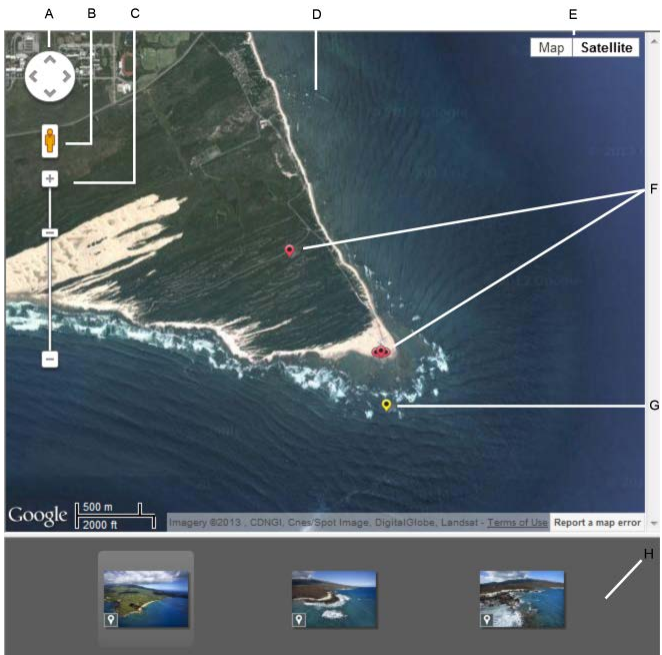 A B C D E
Map Satellite
F
G
Google
500 m
2000 ft
Imagery ©2013 , CDNGI, Cnes/Spot Image, DigitalGlobe, Landsat - Terms of Use
Report a map error
H